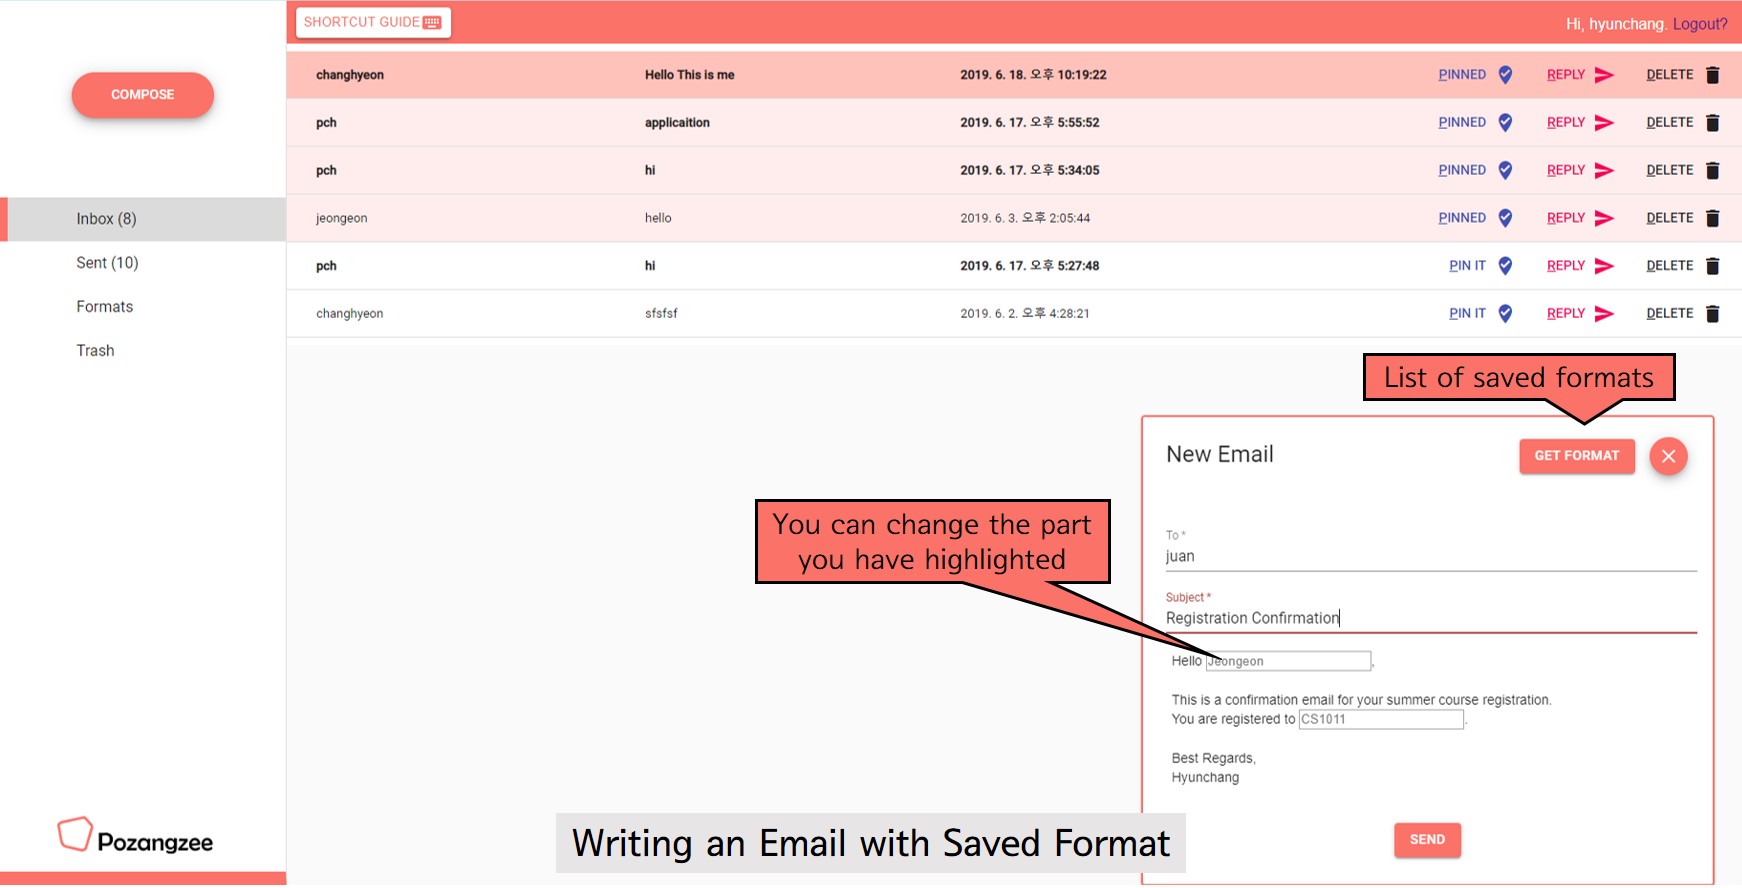 SHORTCUT GUIDE
Hi, hyunchang. Logout?
COMPOSE
Inbox (8)
Sent (10)
Formats
Trash
changhyeon Hello This is me 2019. 6. 18. 오후 10:19:22 PINNED REPLY DELETE
pch applicaition 2019. 6. 17. 오후 5:55:52 PINNED REPLY DELETE
pch hi 2019. 6. 17. 오후 5:34:05 PINNED REPLY DELETE
jeongeon hello 2019. 6. 3. 오후 2:05:44 PINNED REPLY DELETE
pch hi 2019. 6. 17. 오후 5:27:48 PIN IT REPLY DELETE
changhyeon sfsfsf 2019. 6. 2. 오후 4:28:21 PIN IT REPLY DELETE
List of saved formats
New Email
GET FORMAT
You can change the part
you have highlighted
To *
juan
Subject *
Registration Confirmation
Hello Jeongeon,
This is a confirmation email for your summer course registration.
You are registered to CS1011.
Best Regards,
Hyunchang
SEND
Writing an Email with Saved Format
Pozangzee